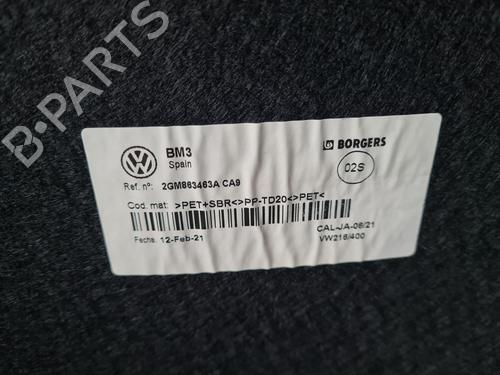 B-PARTS
BM3
Spain
BORGERS
02S
Ref. nº: 2GM863463A CA9
Cod. mat: >PET+SBR<>PP-TD20<>PET<
Fecha. 12-Feb-21
CAL-JA-06/21
VW216/400